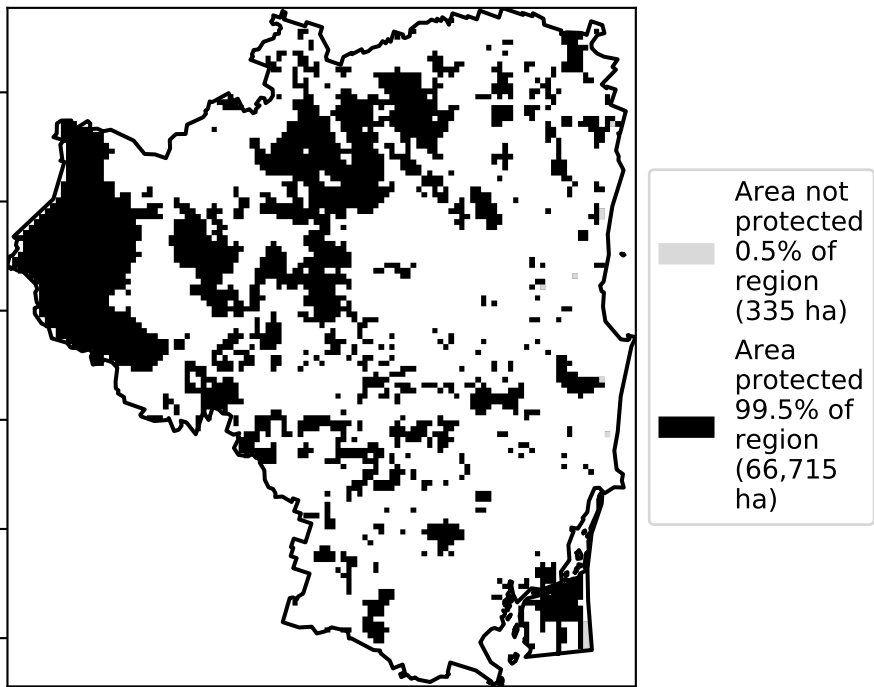 Area not
protected
0.5% of
region
(335 ha)
Area
protected
99.5% of
region
(66,715
ha)